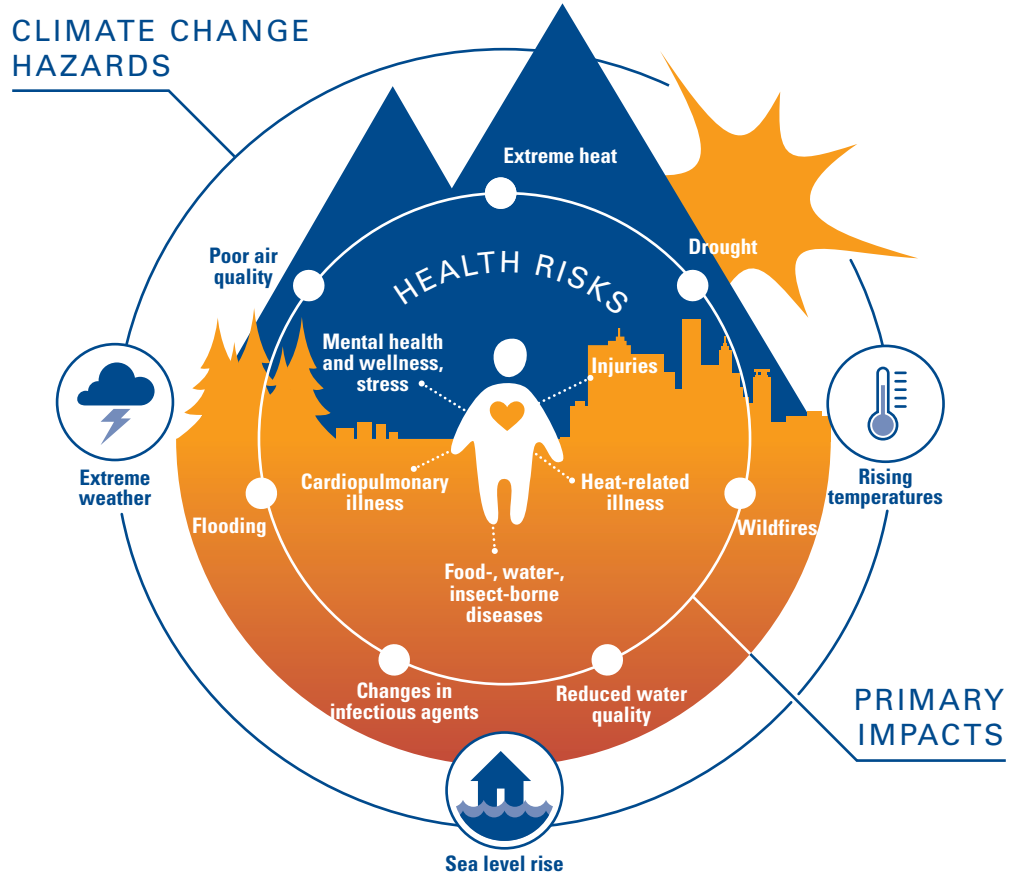 CLIMATE CHANGE
HAZARDS
Extreme heat
Drought
Poor air
quality
HEALTH RISKS
Mental health
and wellness,
stress
Injuries
Extreme
weather
Rising
temperatures
Cardiopulmonary
illness
Heat-related
illness
Flooding
Wildfires
Food-, water-,
insect-borne
diseases
Changes in
infectious agents
Reduced water
quality
PRIMARY
IMPACTS
Sea level rise